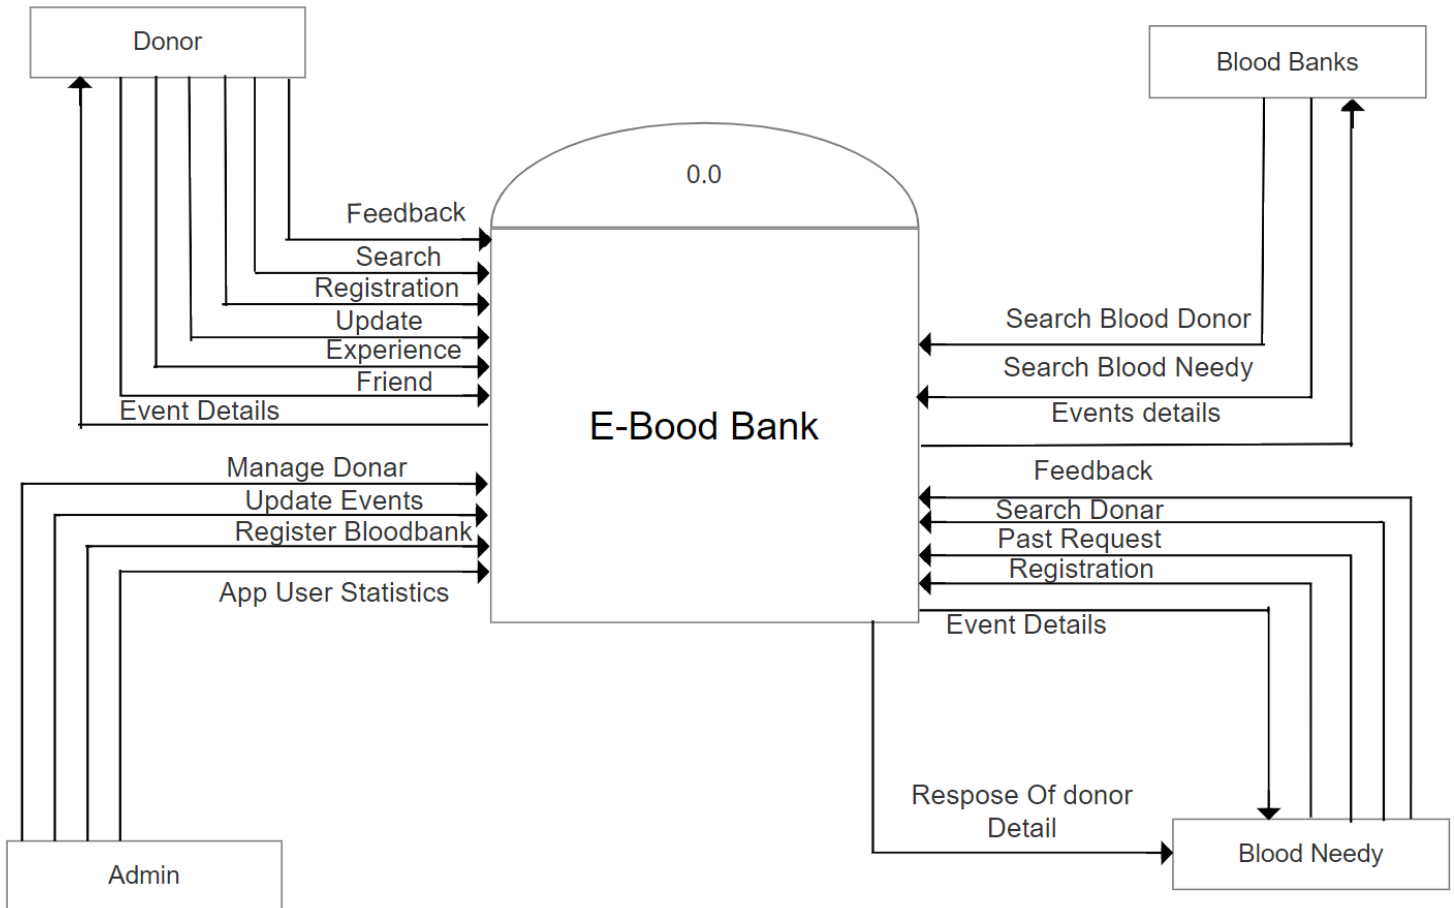 Donor
Blood Banks
0.0
Feedback
Search
Registration
Update
Experience
Friend
Event Details
Search Blood Donor
Search Blood Needy
Events details
E-Bood Bank
Manage Donar
Update Events
Register Bloodbank
App User Statistics
Feedback
Search Donar
Past Request
Registration
Event Details
Respose Of donor
Detail
Admin
Blood Needy